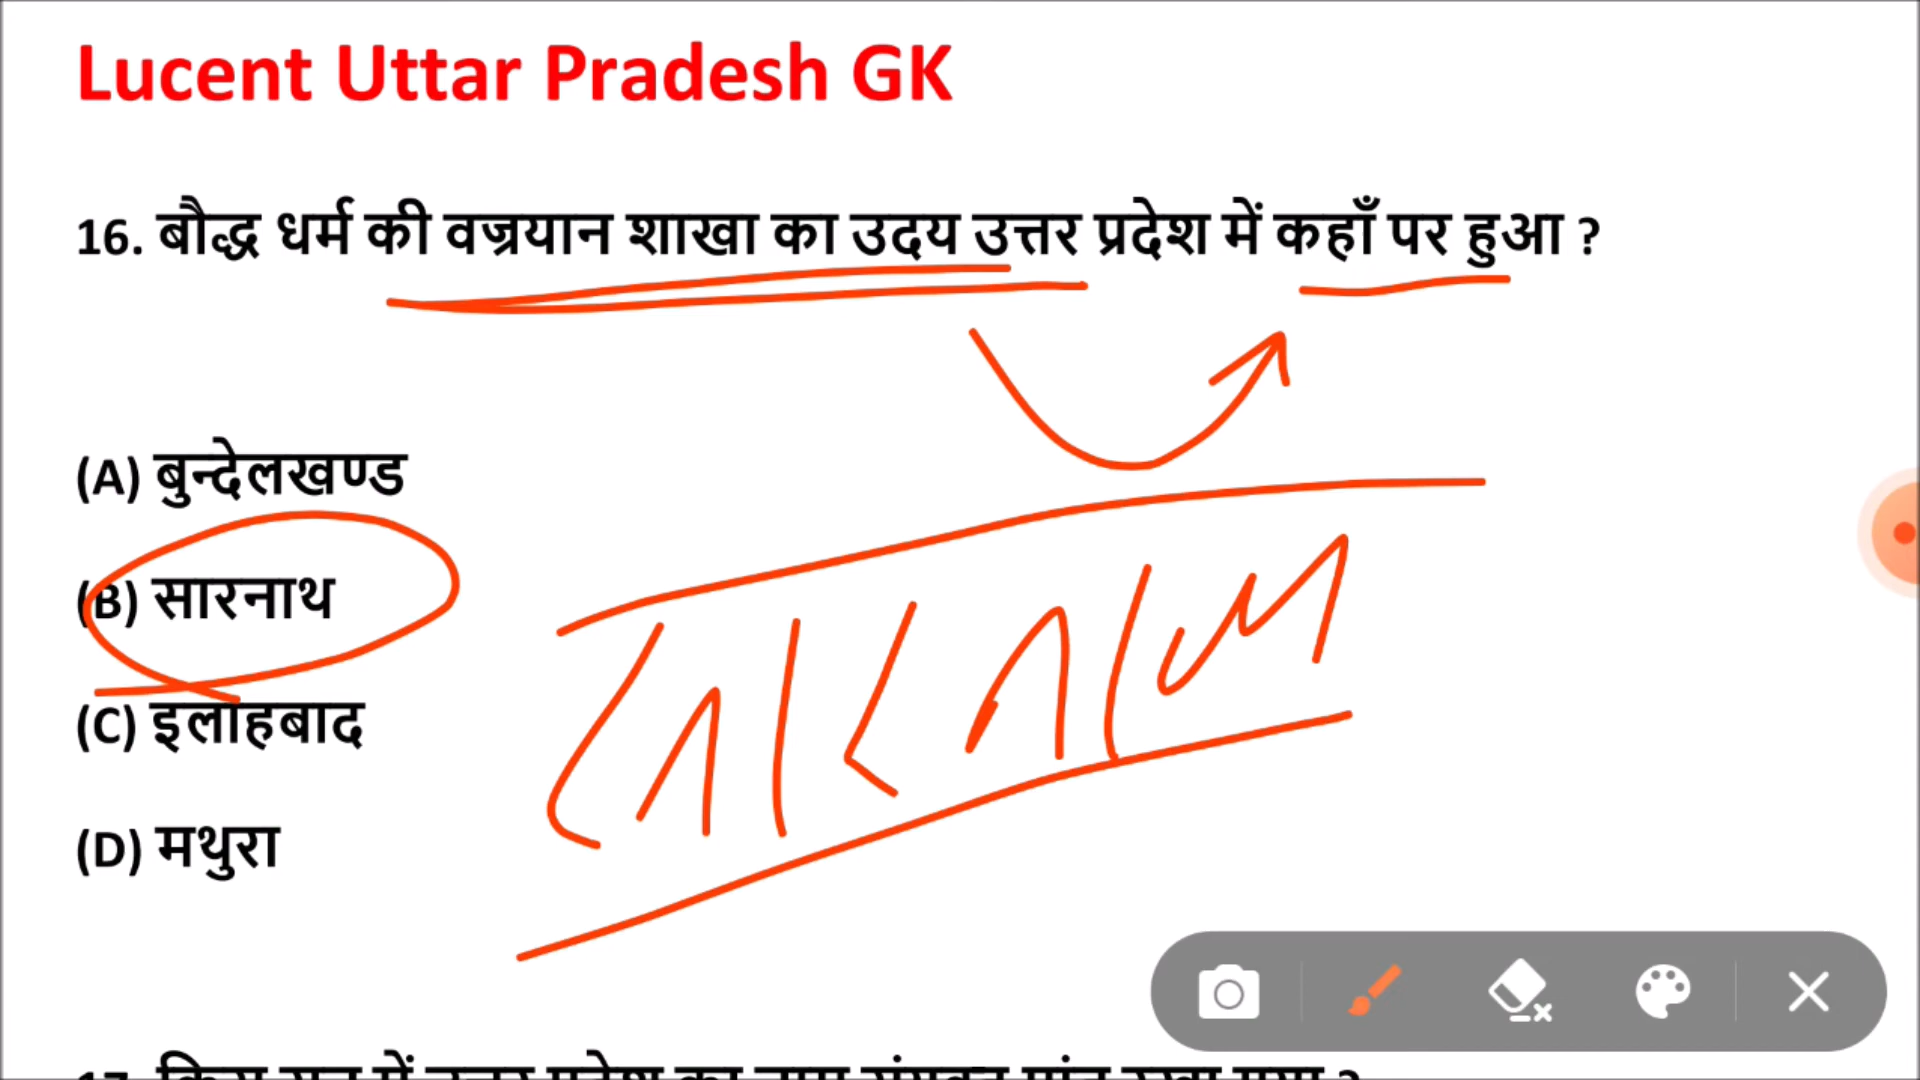 Lucent Uttar Pradesh GK
16. बौद्ध धर्म की वज्रयान शाखा का उदय उत्तर प्रदेश में कहाँ पर हुआ ?
(A) बुन्देलखण्ड
(B) सारनाथ
(C) इलाहबाद
(D) मथुरा